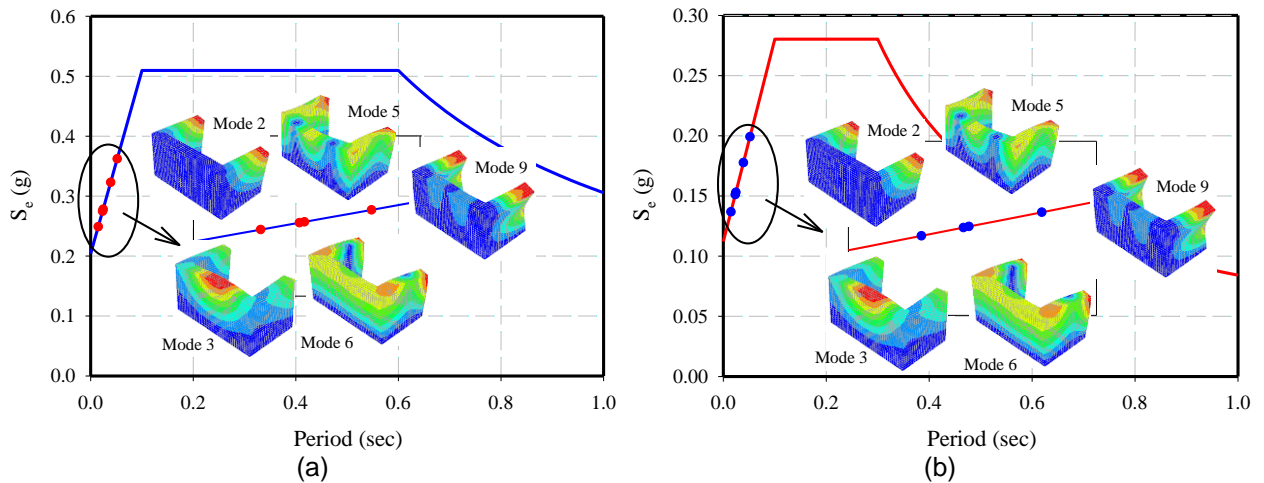 0.6
0.5
0.4
0.3
0.2
0.1
0.0
S_e (g)
Mode 2
Mode 5
Mode 9
Mode 3
Mode 6
0.0 0.2 0.4 0.6 0.8 1.0
Period (sec)
(a)
0.30
0.25
0.20
0.15
0.10
0.05
0.00
S_e (g)
Mode 2
Mode 5
Mode 9
Mode 3
Mode 6
0.0 0.2 0.4 0.6 0.8 1.0
Period (sec)
(b)